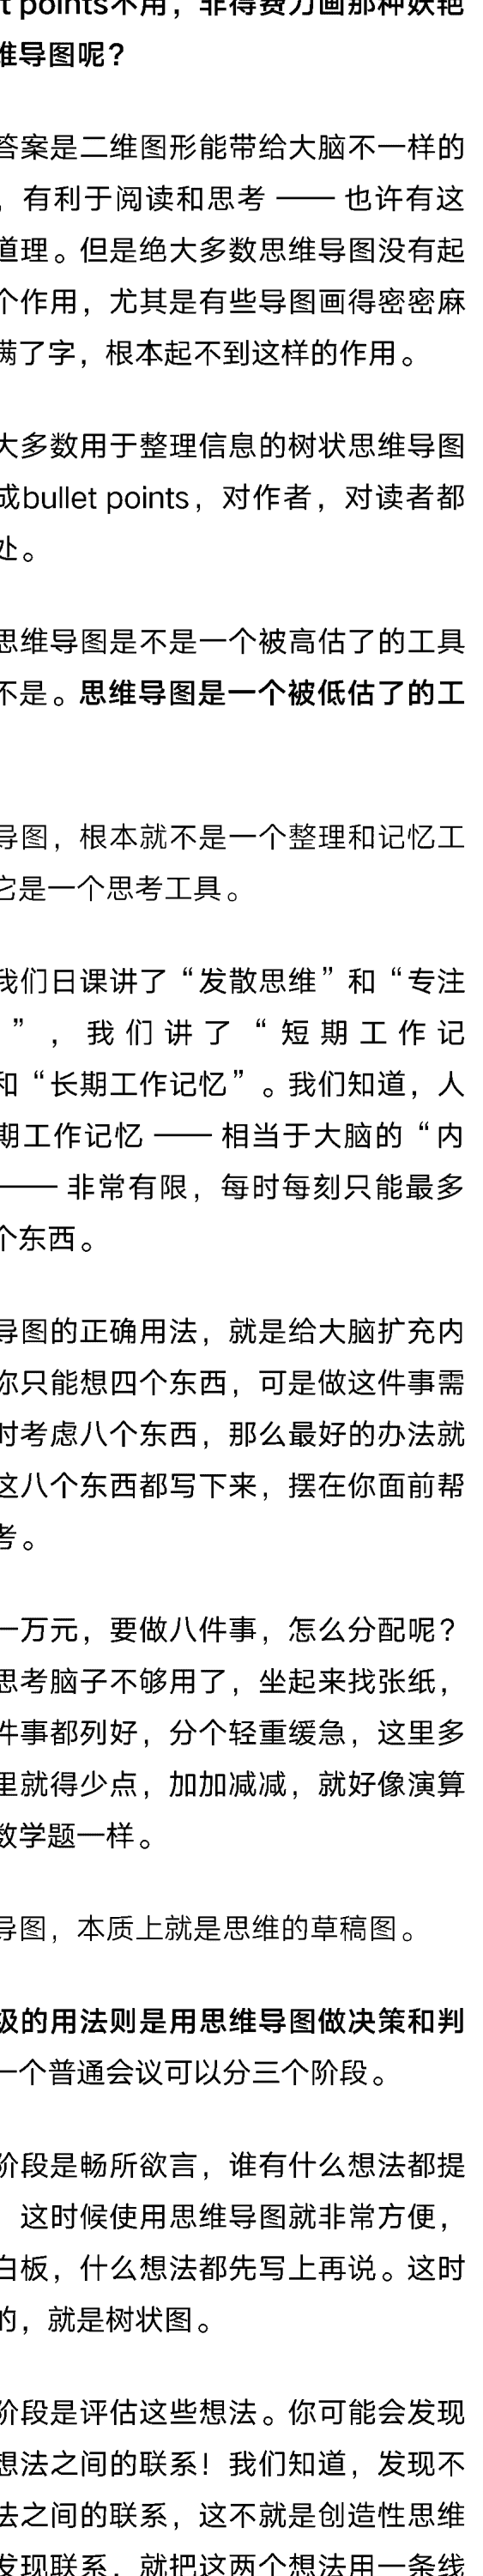 t points不用，非得费力画那种妖艳
维导图呢？
答案是二维图形能带给大脑不一样的
，有利于阅读和思考 —— 也许有这
道理。但是绝大多数思维导图没有起
个作用，尤其是有些导图画得密密麻
满了字，根本起不到这样的作用。
大多数用于整理信息的树状思维导图
成bullet points，对作者，对读者都
处。
思维导图是不是一个被高估了的工具
不是。思维导图是一个被低估了的工
导图，根本就不是一个整理和记忆工
它是一个思考工具。
我们日课讲了“发散思维”和“专注
”，我们讲了“短期工作记
和“长期工作记忆”。我们知道，人
期工作记忆 —— 相当于大脑的“内
—— 非常有限，每时每刻只能最多
个东西。
导图的正确用法，就是给大脑扩充内
你只能想四个东西，可是做这件事需
时考虑八个东西，那么最好的办法就
这八个东西都写下来，摆在你面前帮
考。
一万元，要做八件事，怎么分配呢？
思考脑子不够用了，坐起来找张纸，
件事都列好，分个轻重缓急，这里多
里就得少点，加加减减，就好像演算
数学题一样。
导图，本质上就是思维的草稿图。
级的用法则是用思维导图做决策和判
一个普通会议可以分三个阶段。
阶段是畅所欲言，谁有什么想法都提
这时候使用思维导图就非常方便，
白板，什么想法都先写上再说。这时
的，就是树状图。
阶段是评估这些想法。你可能会发现
想法之间的联系！我们知道，发现不
法之间的联系，这不就是创造性思维
发现联系，就把这两个想法用一条线